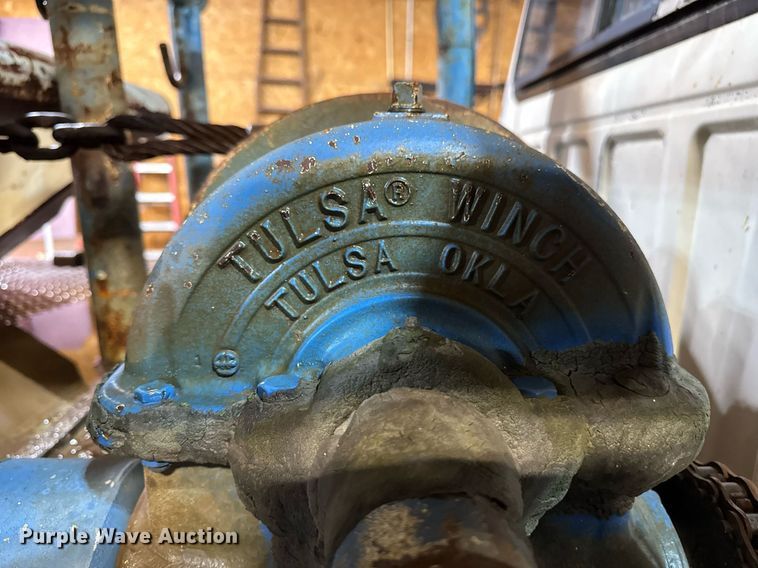 TULSA® WINCH
TULSA OKLA
Purple Wave Auction